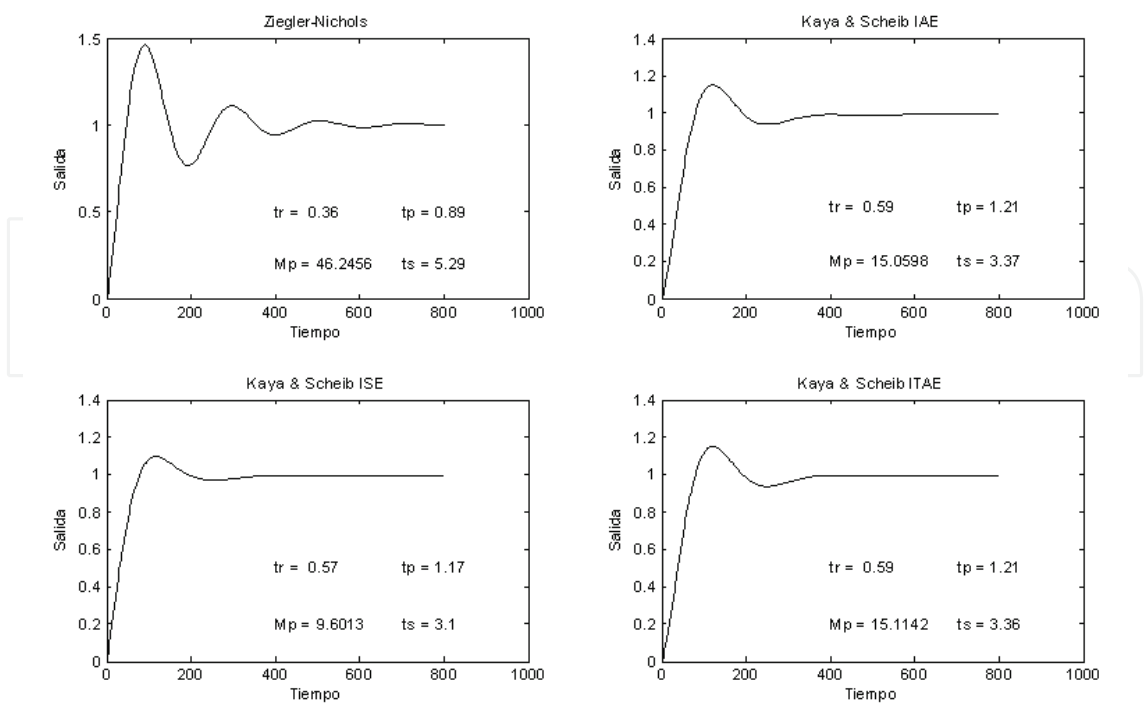 Ziegler-Nichols
1.5
1
0.5
0
Salida
tr = 0.36 tp = 0.89
Mp = 46.2456 ts = 5.29
0 200 400 600 800 1000
Tiempo
Kaya & Scheib IAE
1.4
1.2
1
0.8
0.6
0.4
0.2
0
Salida
tr = 0.59 tp = 1.21
Mp = 15.0598 ts = 3.37
0 200 400 600 800 1000
Tiempo
Kaya & Scheib ISE
1.4
1.2
1
0.8
0.6
0.4
0.2
0
Salida
tr = 0.57 tp = 1.17
Mp = 9.6013 ts = 3.1
0 200 400 600 800 1000
Tiempo
Kaya & Scheib ITAE
1.4
1.2
1
0.8
0.6
0.4
0.2
0
Salida
tr = 0.59 tp = 1.21
Mp = 15.1142 ts = 3.36
0 200 400 600 800 1000
Tiempo